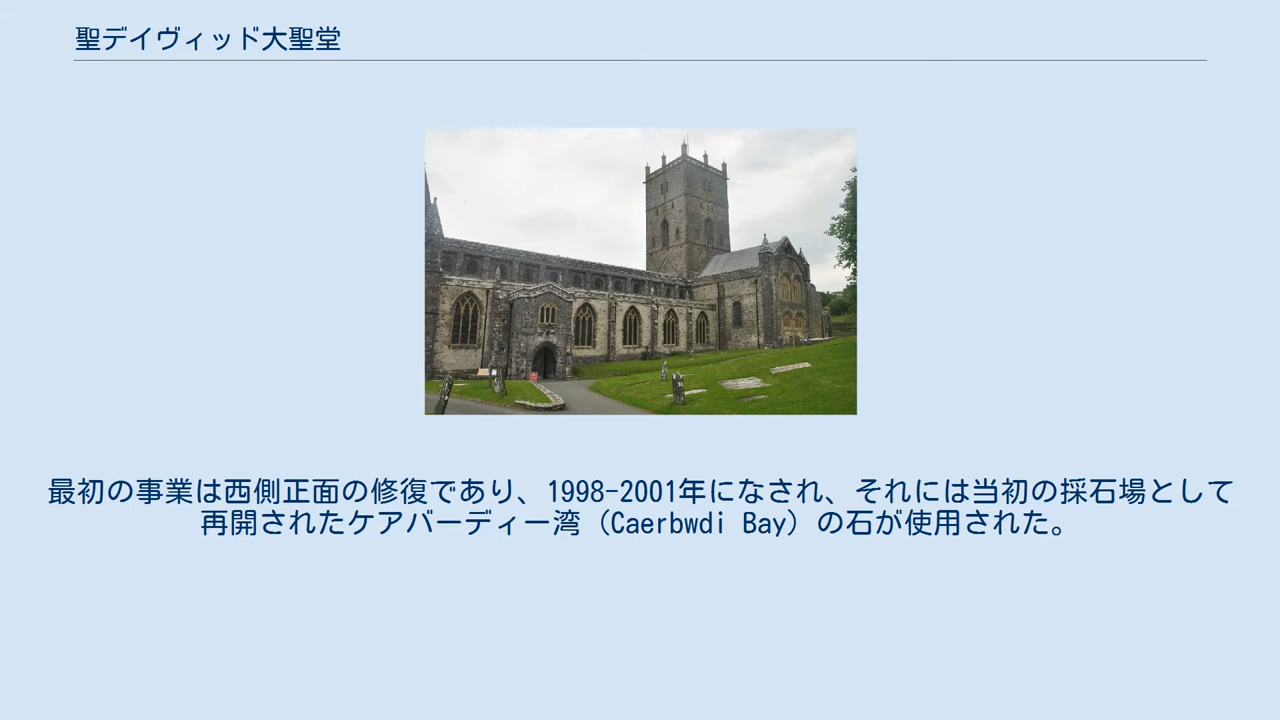 聖デイヴィッド大聖堂
最初の事業は西側正面の修復であり、1998-2001年になされ、それには当初の採石場として
再開されたケアバーディー湾（Caerbwdi Bay）の石が使用された。